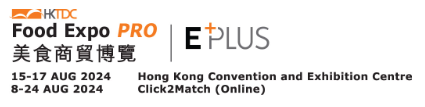 HKTDC
Food Expo PRO
美食商貿博覽
E+PLUS
15-17 AUG 2024 Hong Kong Convention and Exhibition Centre
8-24 AUG 2024 Click2Match (Online)